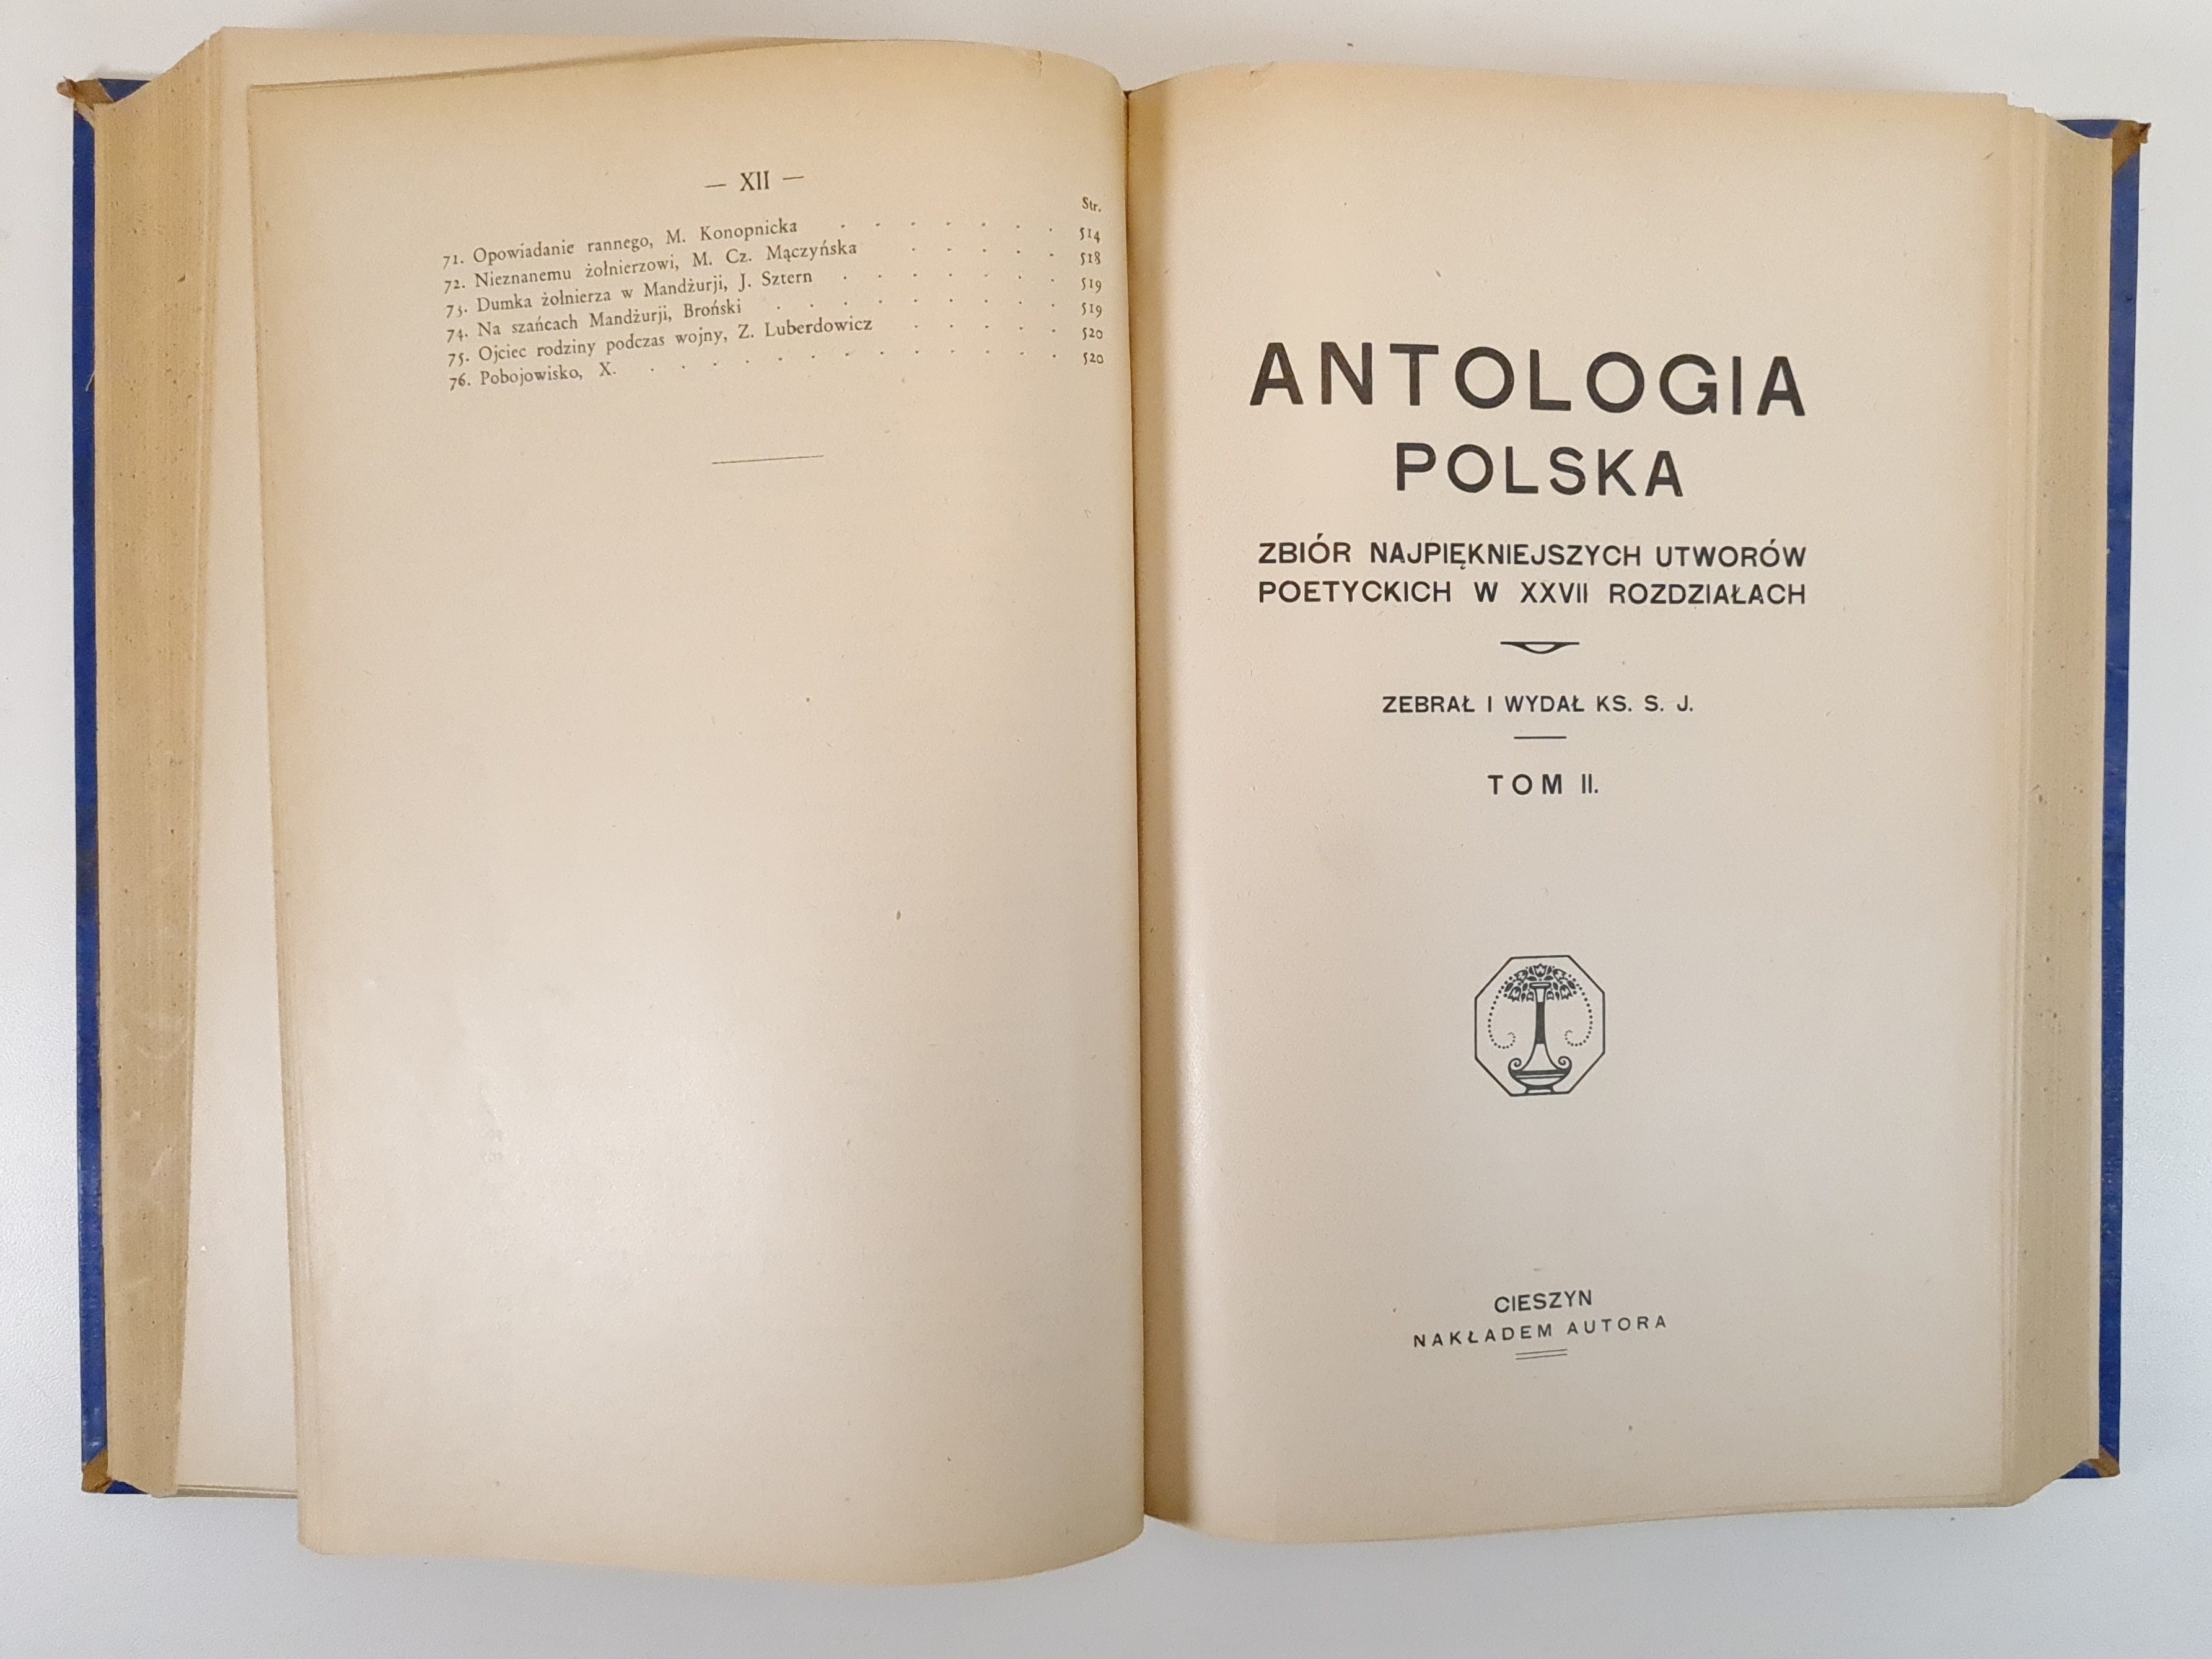 — XII —
Str.
71. Opowiadanie rannego, M. Konopnicka . . . . . . . 514
72. Nieznanemu żołnierzowi, M. Cz. Mączyńska . . . . . 518
73. Dumka żołnierza w Mandżurji, J. Sztern . . . . . . . 519
74. Na szańcach Mandżurji, Broński . . . . . . . . . 519
75. Ojciec rodziny podczas wojny, Z. Luberdowicz . . . . . 520
76. Pobojowisko, X. . . . . . . . . . . . . . 520
ANTOLOGIA
POLSKA
ZBIÓR NAJPIĘKNIEJSZYCH UTWORÓW
POETYCKICH W XXVII ROZDZIAŁACH
ZEBRAŁ I WYDAŁ KS. S. J.
TOM II.
CIESZYN
NAKŁADEM AUTORA